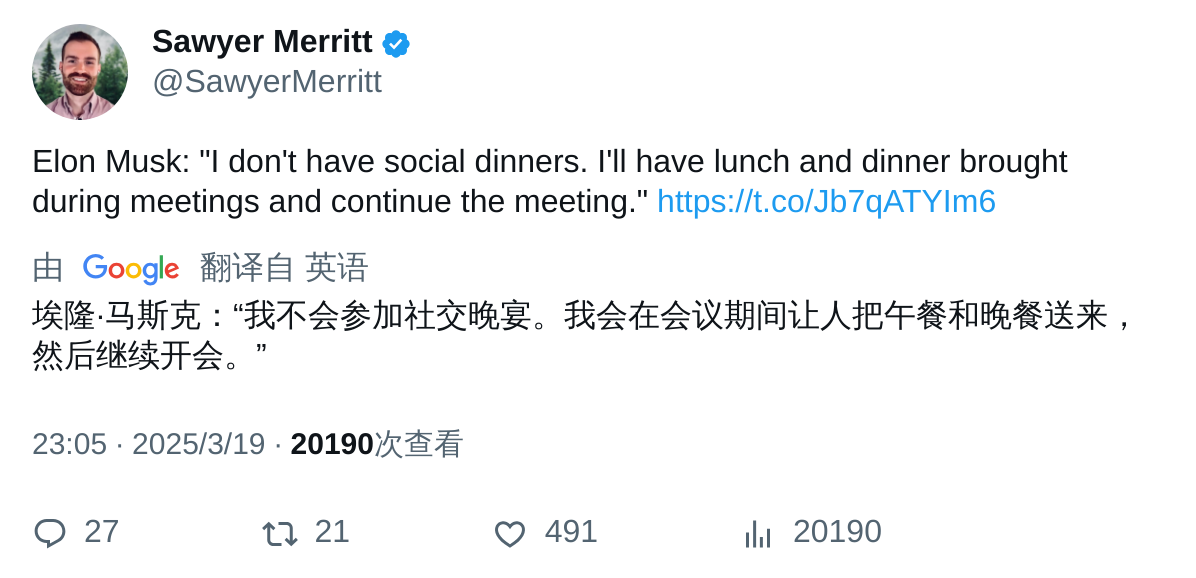 Sawyer Merritt
@SawyerMerritt
Elon Musk: "I don't have social dinners. I'll have lunch and dinner brought
during meetings and continue the meeting." https://t.co/Jb7qATYIm6
由 Google 翻译自 英语
埃隆·马斯克：“我不会参加社交晚宴。我会在会议期间让人把午餐和晚餐送来，
然后继续开会。”
23:05 · 2025/3/19 · 20190次查看
27 21 491 20190